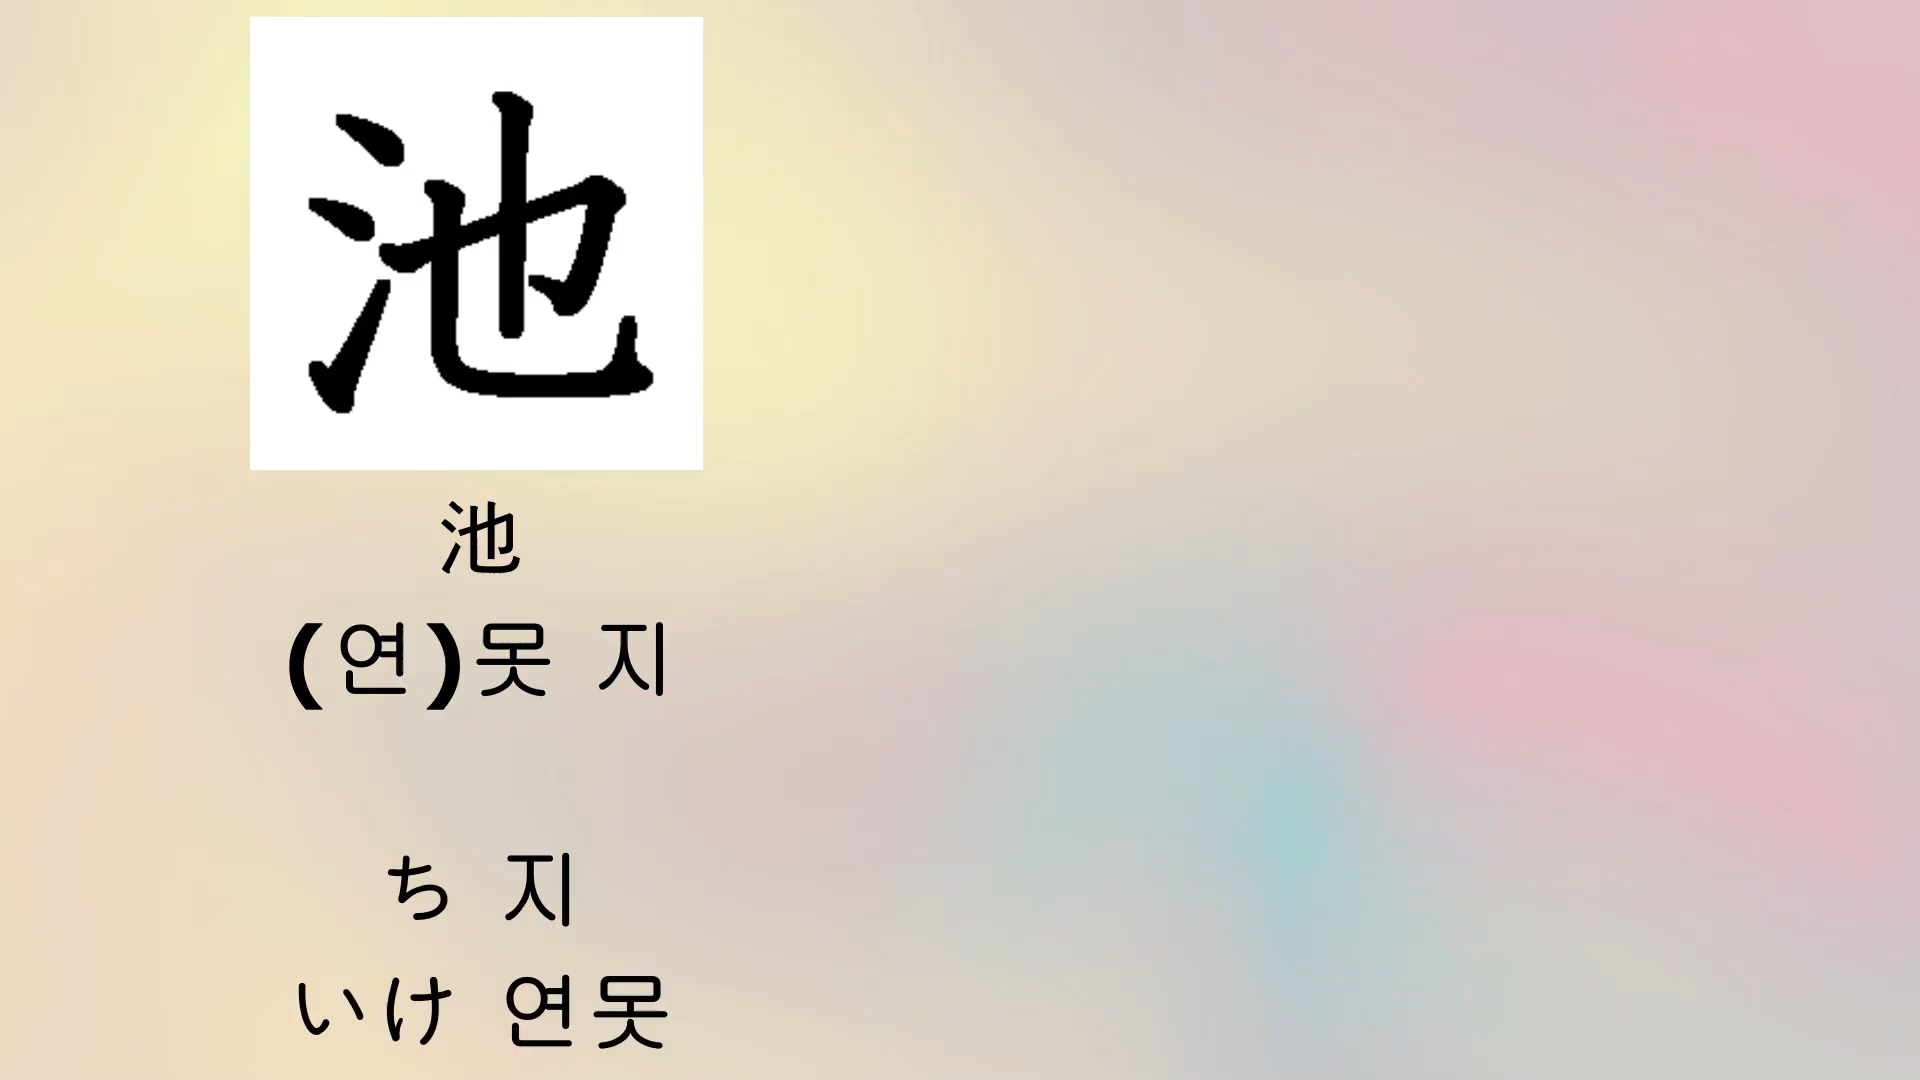 池
池
(연)못 지
ち 지
いけ 연못